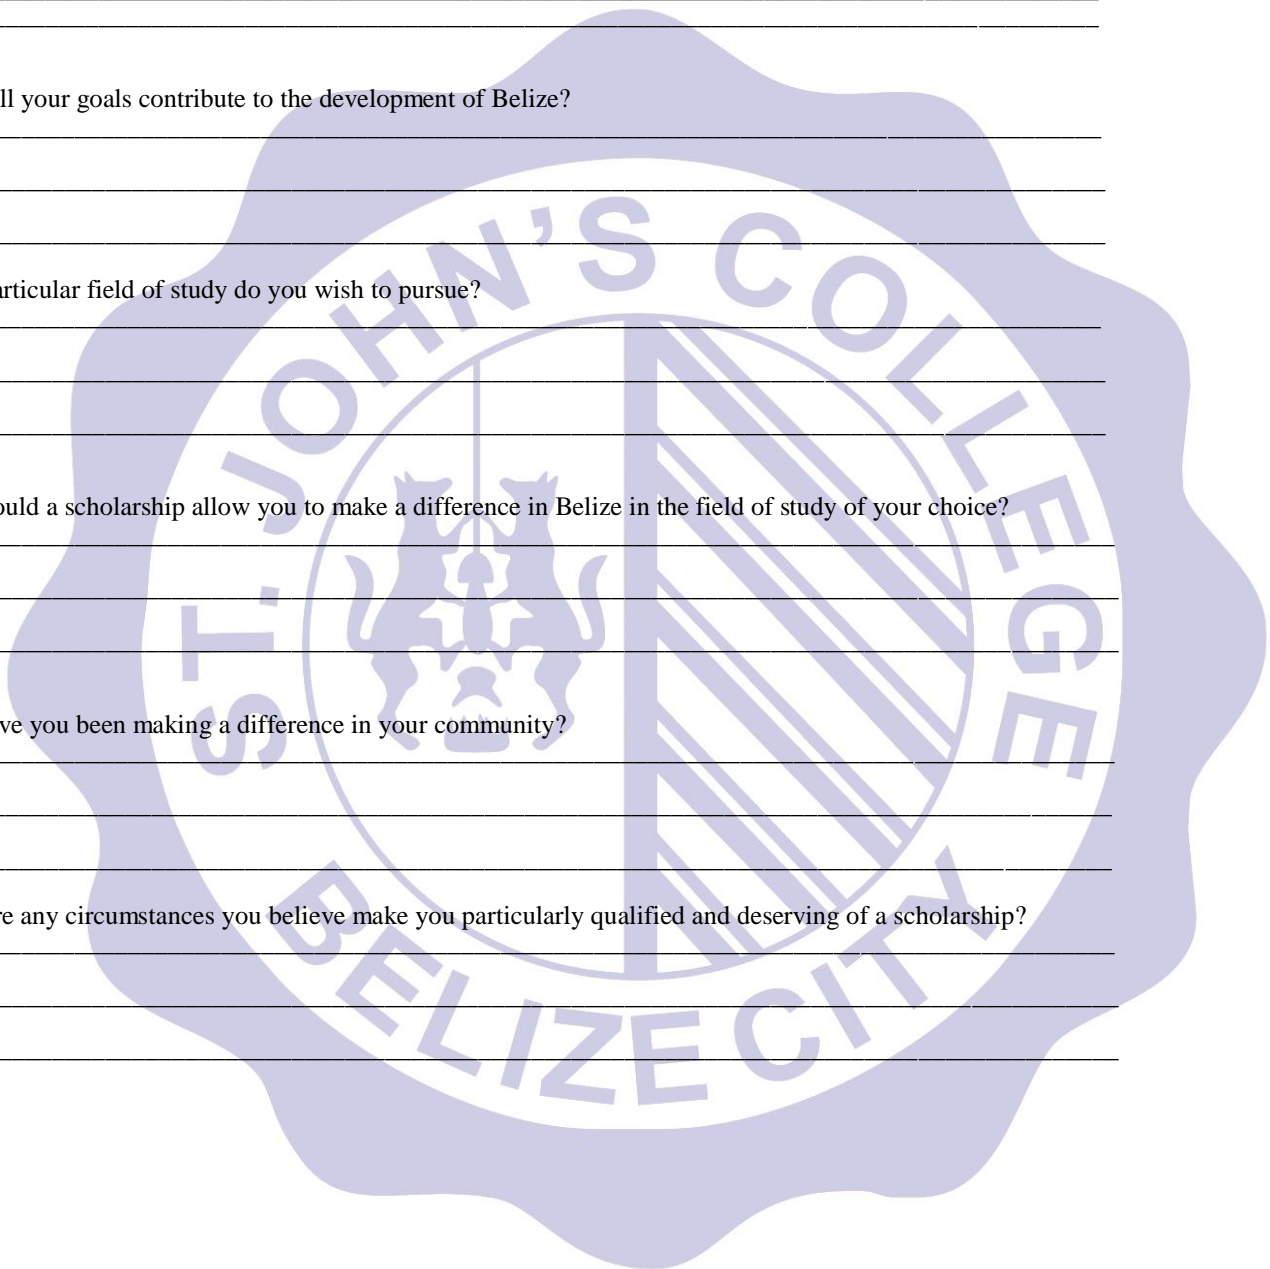 ll your goals contribute to the development of Belize?
articular field of study do you wish to pursue?
ould a scholarship allow you to make a difference in Belize in the field of study of your choice?
ve you been making a difference in your community?
re any circumstances you believe make you particularly qualified and deserving of a scholarship?
ST. JOHN’S COLLEGE
BELIZE CITY